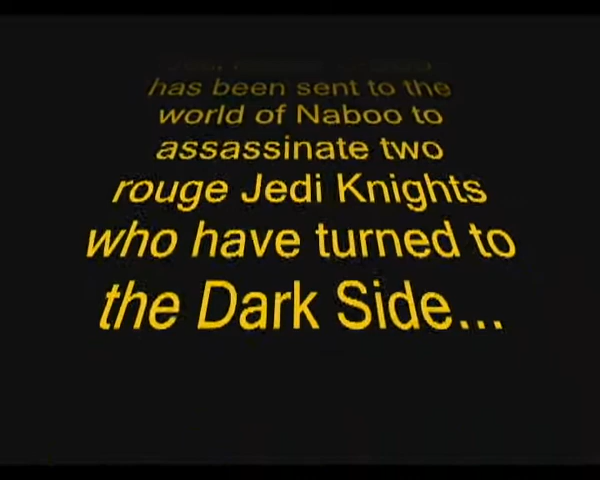 has been sent to the
world of Naboo to
assassinate two
rouge Jedi Knights
who have turned to
the Dark Side...